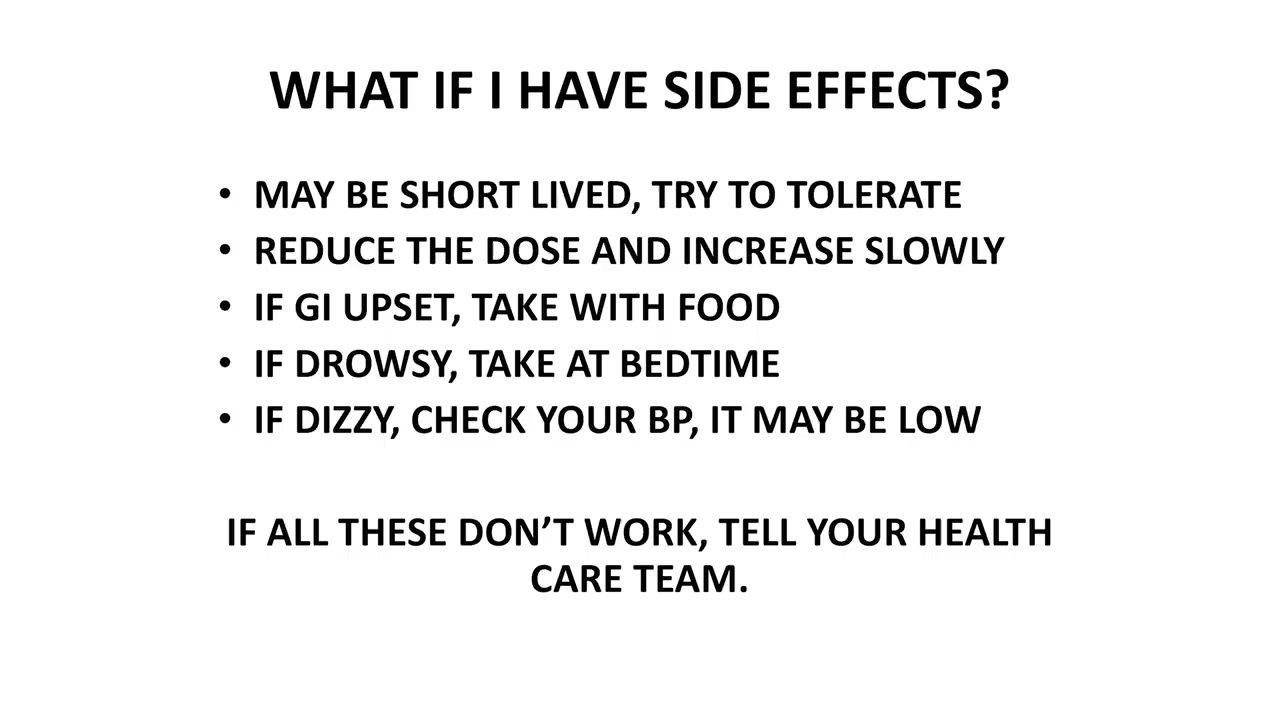 WHAT IF I HAVE SIDE EFFECTS?
• MAY BE SHORT LIVED, TRY TO TOLERATE
• REDUCE THE DOSE AND INCREASE SLOWLY
• IF GI UPSET, TAKE WITH FOOD
• IF DROWSY, TAKE AT BEDTIME
• IF DIZZY, CHECK YOUR BP, IT MAY BE LOW
IF ALL THESE DON’T WORK, TELL YOUR HEALTH
CARE TEAM.